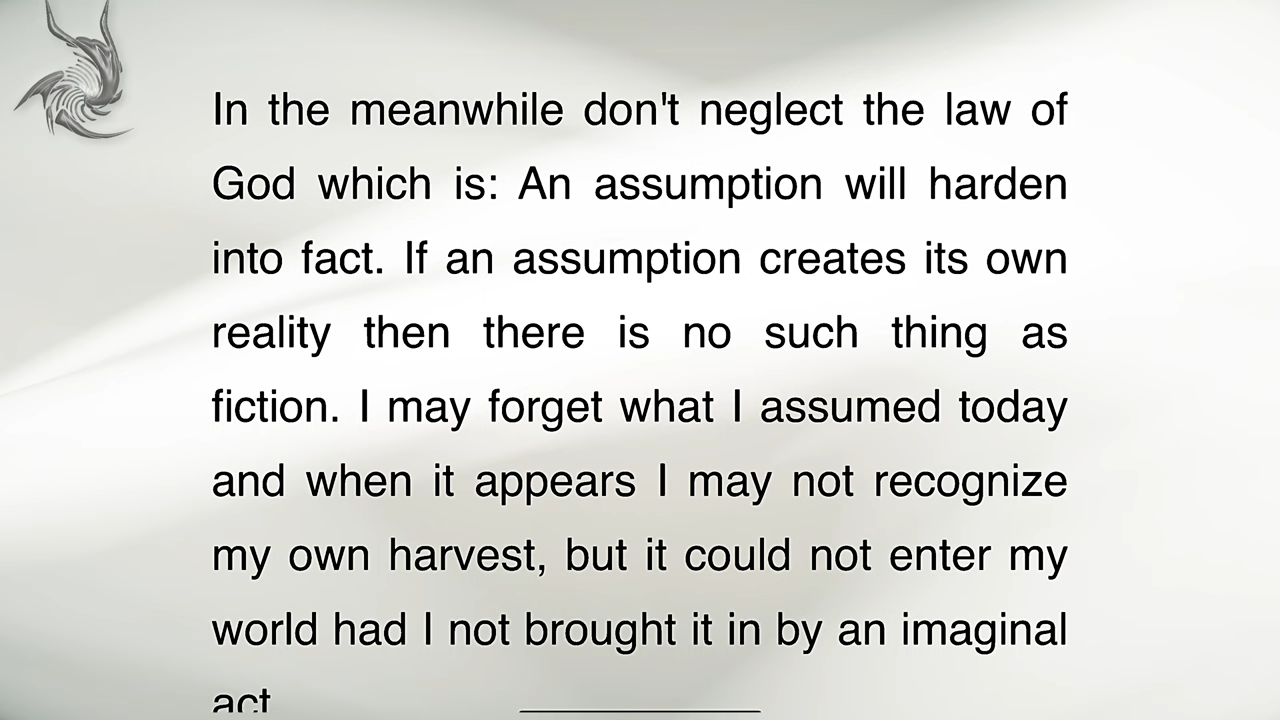 In the meanwhile don't neglect the law of
God which is: An assumption will harden
into fact. If an assumption creates its own
reality then there is no such thing as
fiction. I may forget what I assumed today
and when it appears I may not recognize
my own harvest, but it could not enter my
world had I not brought it in by an imaginal
act